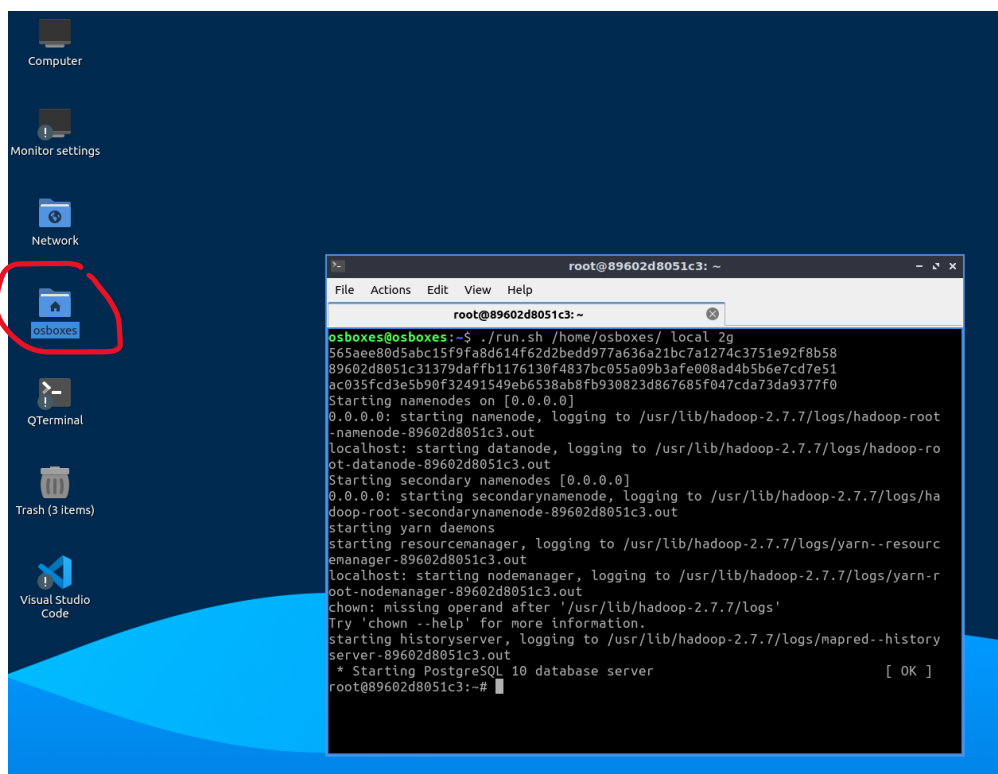 Computer
Monitor settings
Network
osboxes
QTerminal
Trash (3 items)
Visual Studio
Code
root@89602d8051c3: ~
File Actions Edit View Help
root@89602d8051c3: ~
osboxes@osboxes:~$ ./run.sh /home/osboxes/ local 2g
565aee80d5abc15f9fa8d614f62d2bedd977a636a21bc7a1274c3751e92f8b58
89602d8051c31379daffb1176130f4837bc055a09b3afe008ad4b5b6e7cd7e51
ac035fcd3e5b90f32491549eb6538ab8fb930823d867685f047cda73da9377f0
Starting namenodes on [0.0.0.0]
0.0.0.0: starting namenode, logging to /usr/lib/hadoop-2.7.7/logs/hadoop-root
-namenode-89602d8051c3.out
localhost: starting datanode, logging to /usr/lib/hadoop-2.7.7/logs/hadoop-ro
ot-datanode-89602d8051c3.out
Starting secondary namenodes [0.0.0.0]
0.0.0.0: starting secondarynamenode, logging to /usr/lib/hadoop-2.7.7/logs/ha
doop-root-secondarynamenode-89602d8051c3.out
starting yarn daemons
starting resourcemanager, logging to /usr/lib/hadoop-2.7.7/logs/yarn--resourc
emanager-89602d8051c3.out
localhost: starting nodemanager, logging to /usr/lib/hadoop-2.7.7/logs/yarn-r
oot-nodemanager-89602d8051c3.out
chown: missing operand after '/usr/lib/hadoop-2.7.7/logs'
Try 'chown --help' for more information.
starting historyserver, logging to /usr/lib/hadoop-2.7.7/logs/mapred--history
server-89602d8051c3.out
 * Starting PostgreSQL 10 database server [ OK ]
root@89602d8051c3:~#